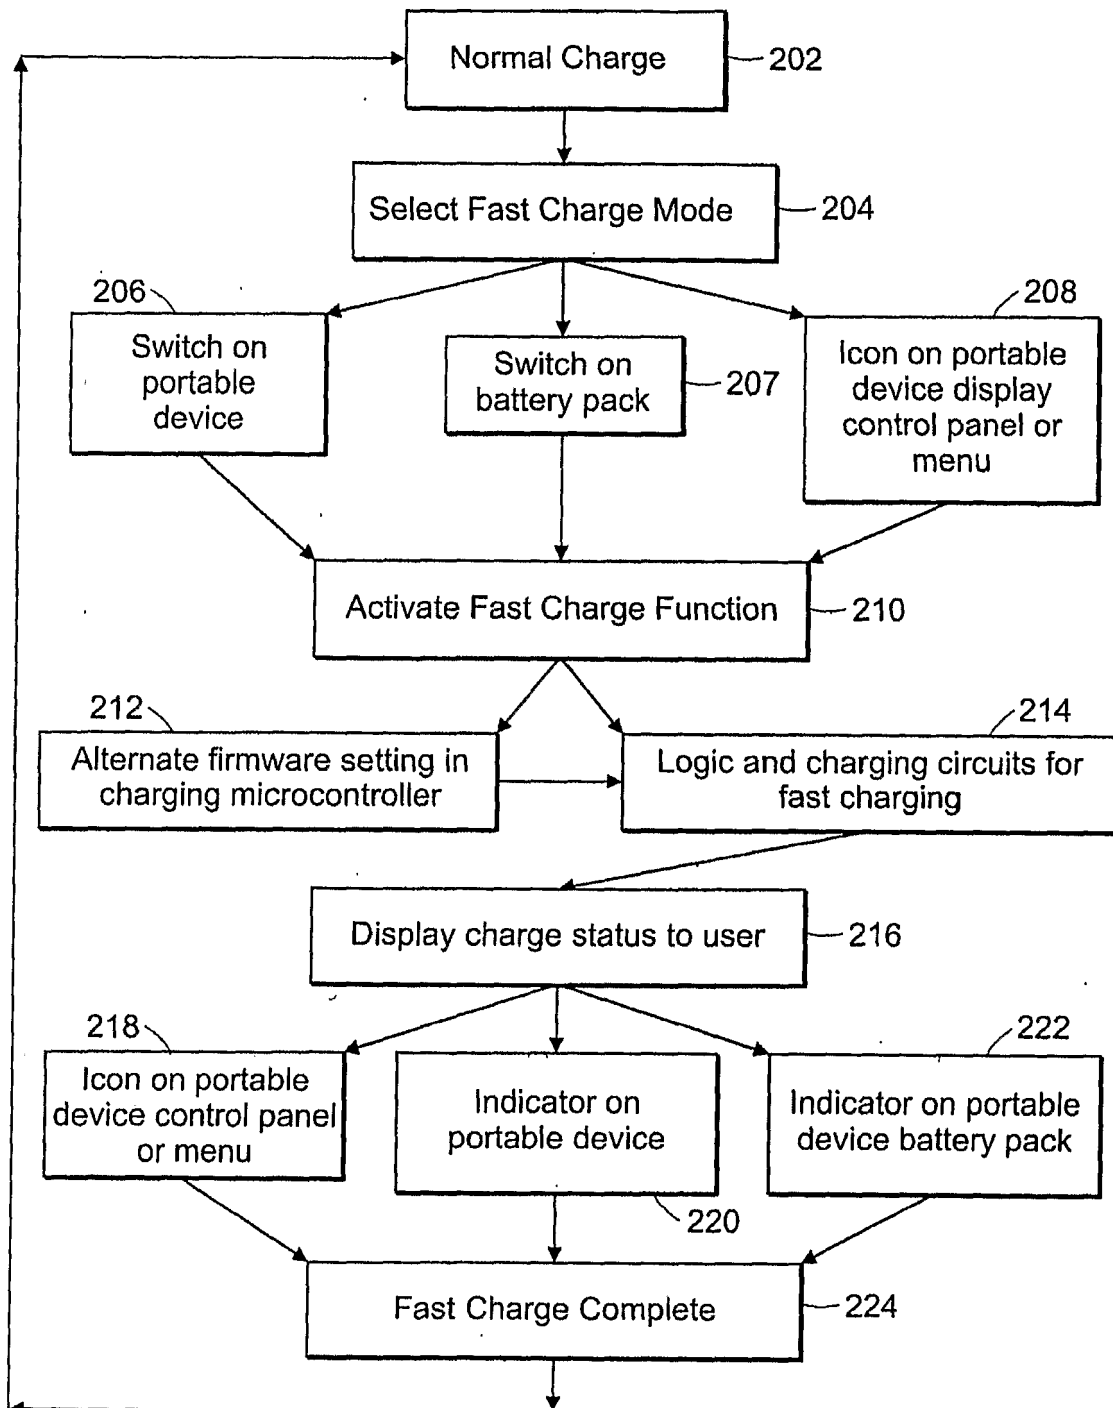 Normal Charge
202
Select Fast Charge Mode
204
206
208
Switch on
portable
device
Switch on
battery pack
207
Icon on portable
device display
control panel or
menu
Activate Fast Charge Function
210
212
214
Alternate firmware setting in
charging microcontroller
Logic and charging circuits for
fast charging
Display charge status to user
216
218
222
Icon on portable
device control panel
or menu
Indicator on
portable device
Indicator on portable
device battery pack
220
Fast Charge Complete
224